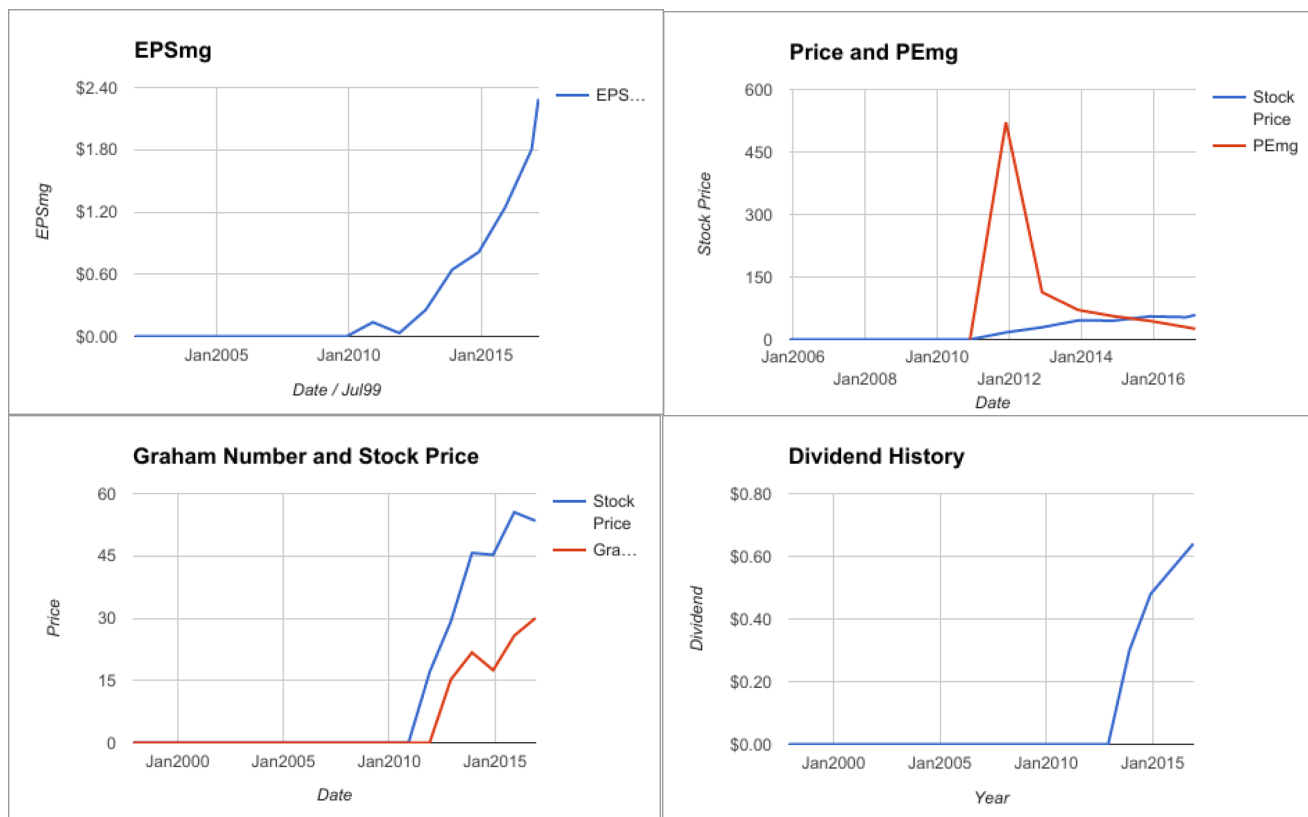 EPSmg
$2.40
$1.80
$1.20
$0.60
$0.00
EPSmg
Jan2005
Jan2010
Jan2015
Date / Jul99
EPS…
Price and PEmg
600
450
300
150
0
Stock Price
Jan2006
Jan2008
Jan2010
Jan2012
Jan2014
Jan2016
Date
Stock
Price
PEmg
Graham Number and Stock Price
60
45
30
15
0
Price
Jan2000
Jan2005
Jan2010
Jan2015
Date
Stock
Price
Gra…
Dividend History
$0.80
$0.60
$0.40
$0.20
$0.00
Dividend
Jan2000
Jan2005
Jan2010
Jan2015
Year